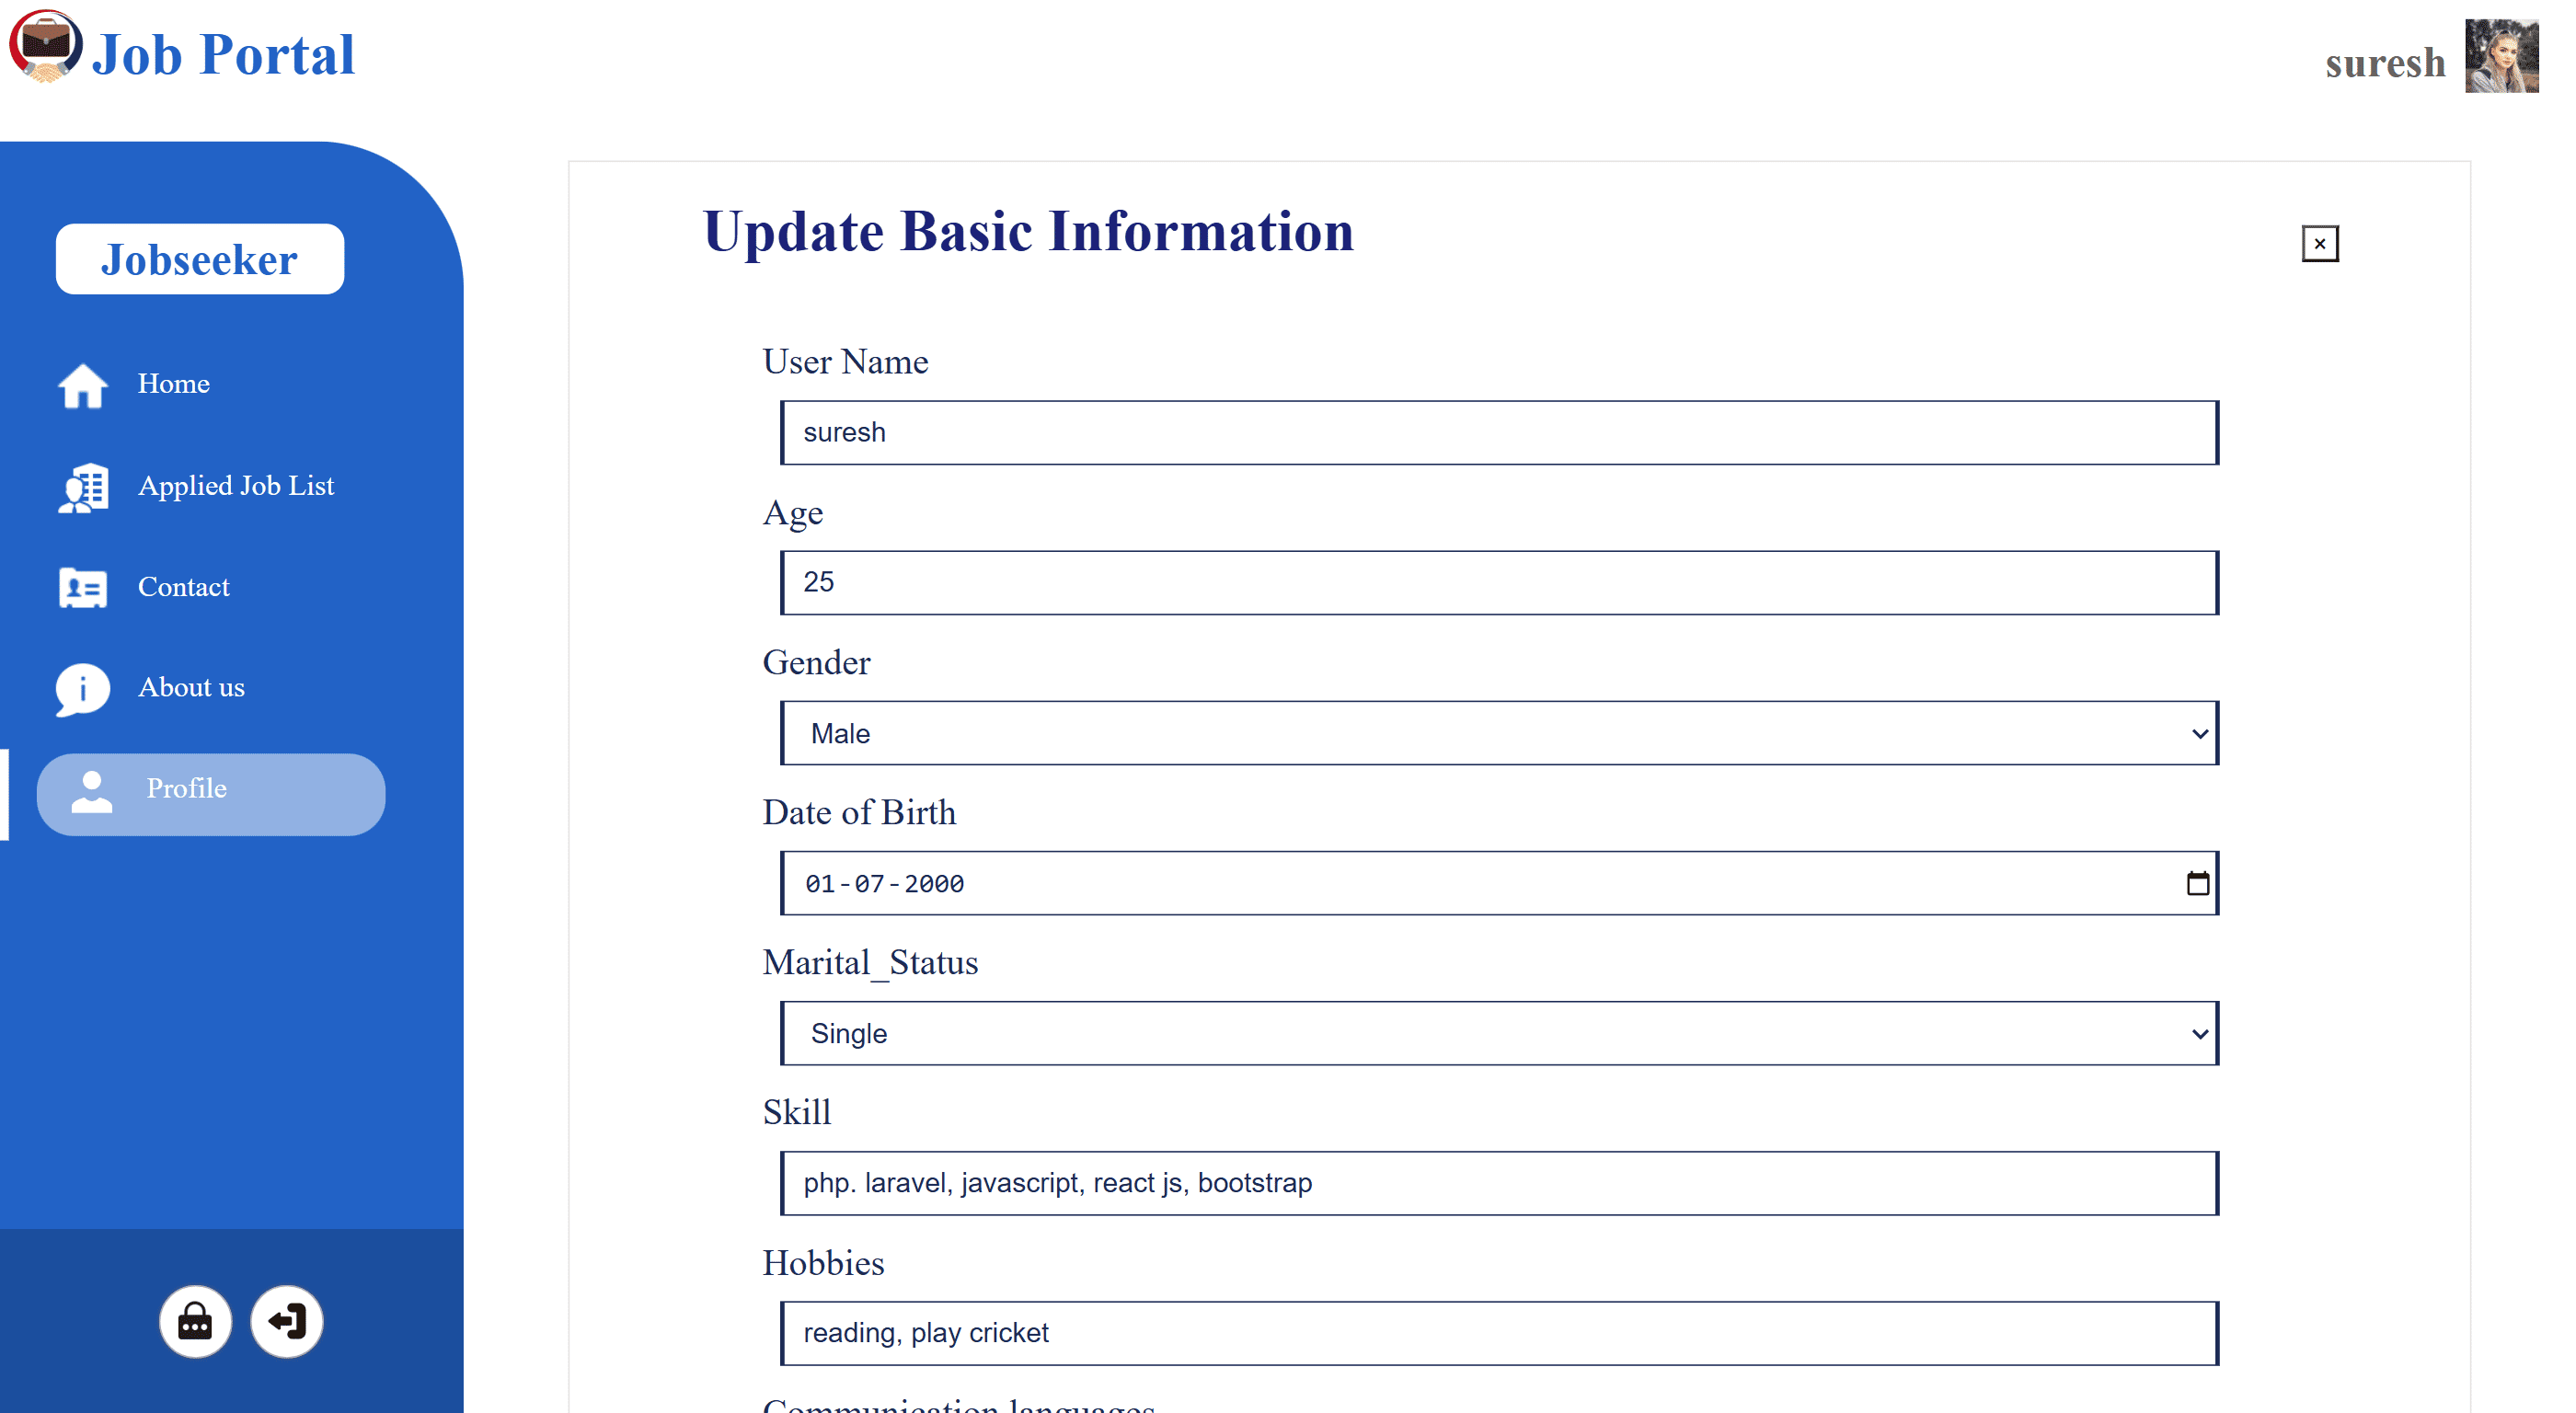 Job Portal
suresh
Jobseeker
Home
Applied Job List
Contact
About us
Profile
Update Basic Information
×
User Name
suresh
Age
25
Gender
Male
Date of Birth
01-07-2000
Marital_Status
Single
Skill
php. laravel, javascript, react js, bootstrap
Hobbies
reading, play cricket
Communication languages